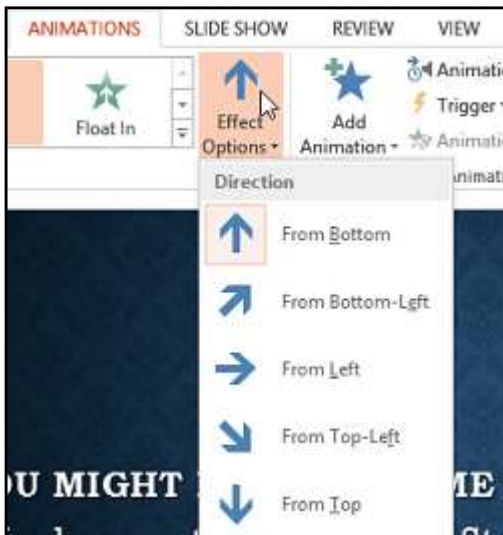 ANIMATIONS SLIDE SHOW REVIEW VIEW
Float In
Effect Options
Add Animation
Trigger
Direction
From Bottom
From Bottom-Left
From Left
From Top-Left
From Top
MIGHT